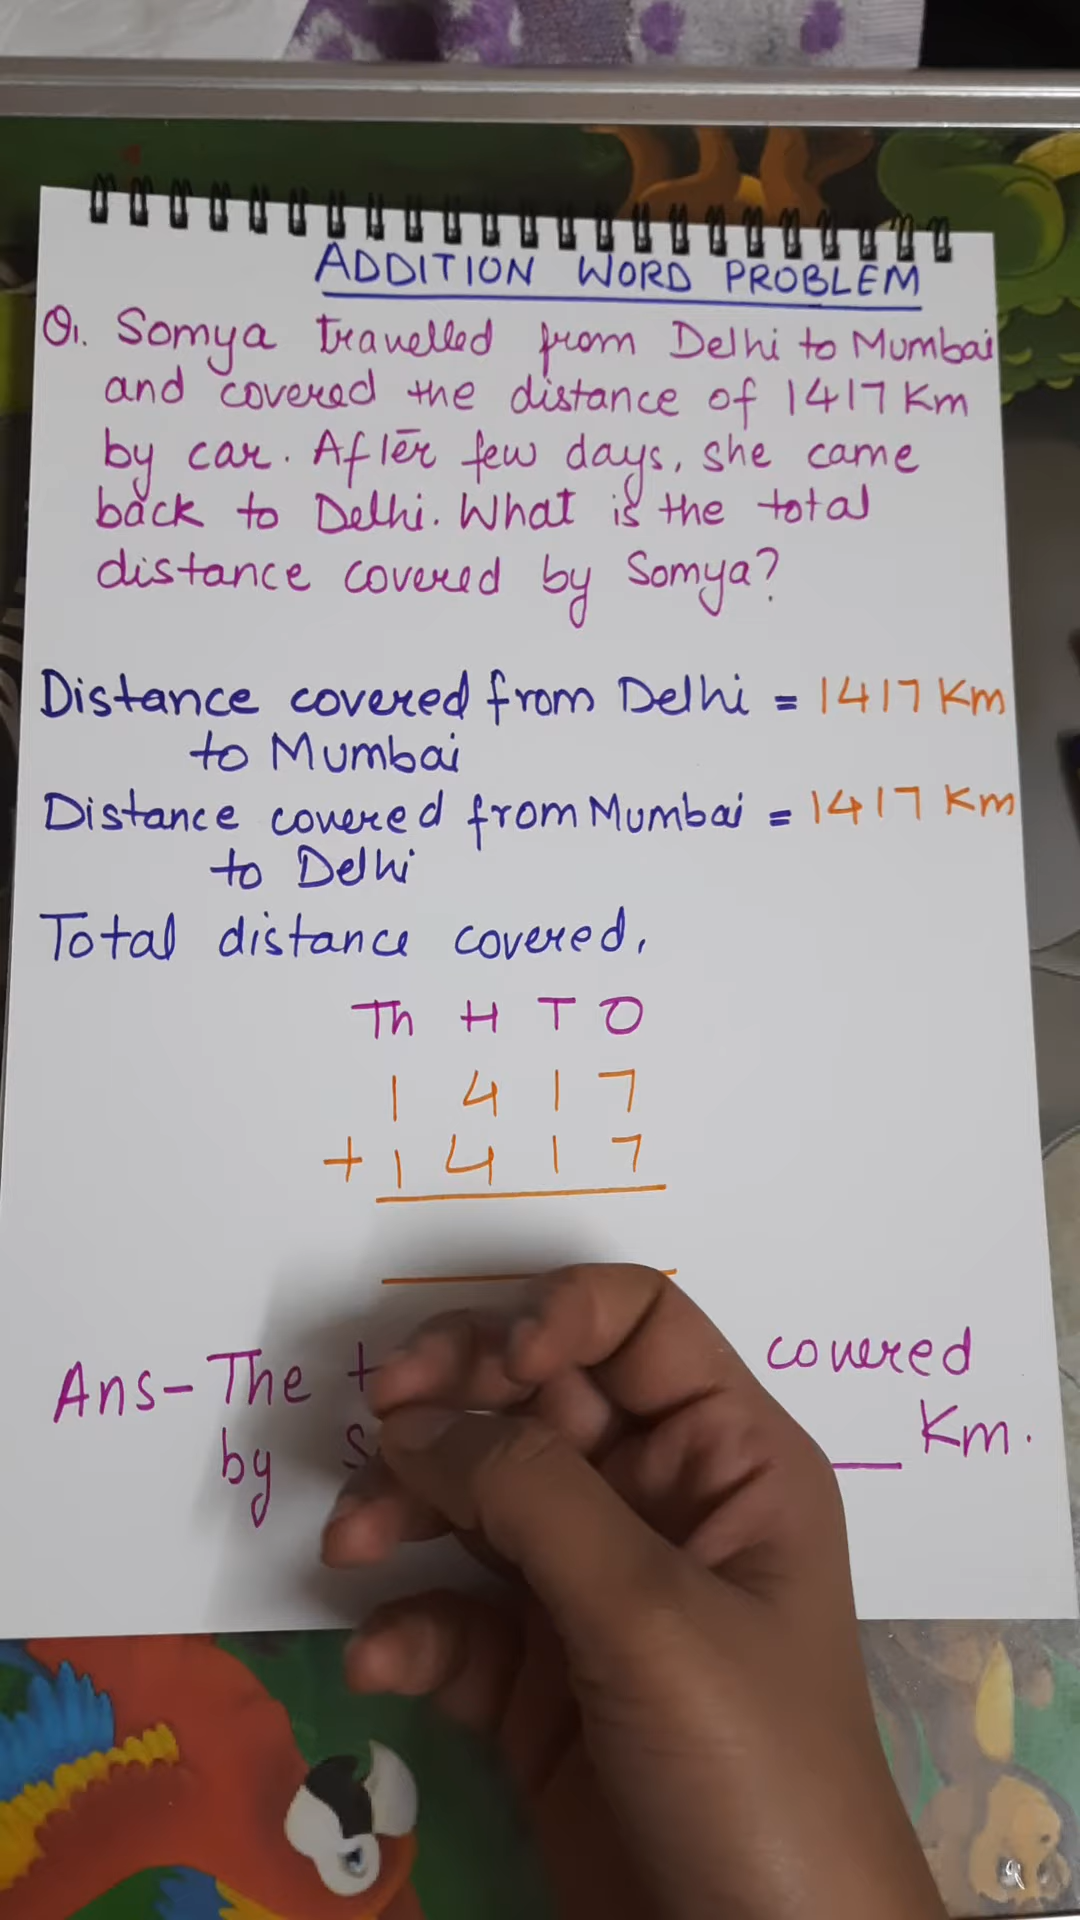 ADDITION WORD PROBLEM
Q1. Somya travelled from Delhi to Mumbai
and covered the distance of 1417 Km
by car. After few days, she came
back to Delhi. What is the total
distance covered by Somya?
Distance covered from Delhi = 1417 Km
to Mumbai
Distance covered from Mumbai = 1417 Km
to Delhi
Total distance covered,
Th H T O
1 4 1 7
+ 1 4 1 7
Ans- The covered
by ___ Km.